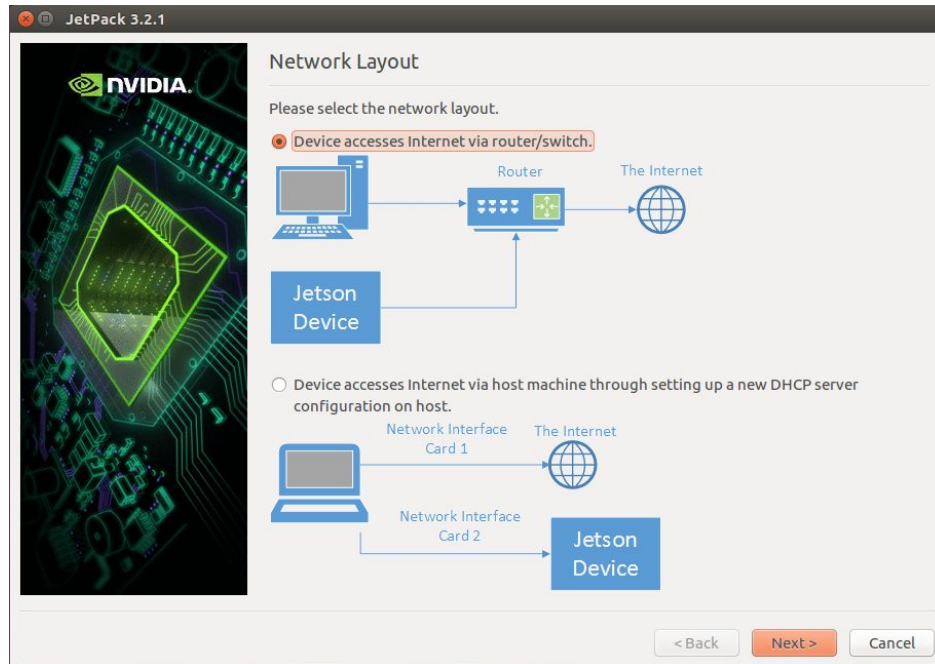 JetPack 3.2.1
NVIDIA.
Network Layout
Please select the network layout.
Device accesses Internet via router/switch.
Router
The Internet
Jetson
Device
Device accesses Internet via host machine through setting up a new DHCP server
configuration on host.
Network Interface
Card 1
The Internet
Network Interface
Card 2
Jetson
Device
< Back
Next >
Cancel